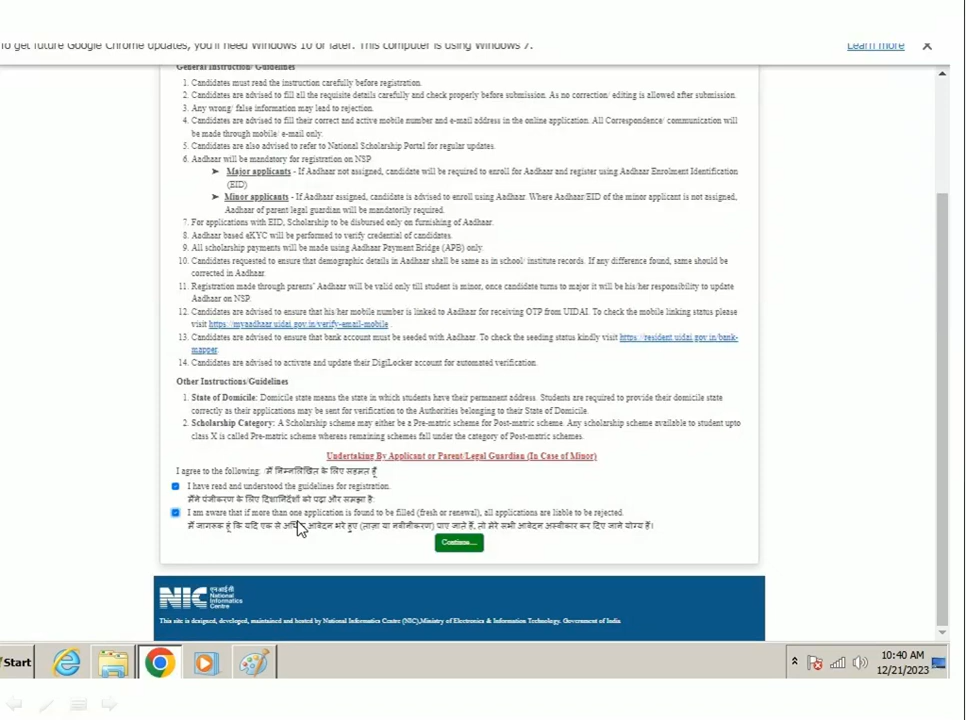 To get future Google Chrome updates, you'll need Windows 10 or later. This computer is using Windows 7.
Learn more
General Instruction/ Guidelines
1. Candidates must read the instruction carefully before registration.
2. Candidates are advised to fill all the requisite details carefully and check properly before submission. As no correction/ editing is allowed after submission.
3. Any wrong/ false information may lead to rejection.
4. Candidates are advised to fill their correct and active mobile number and e-mail address in the online application. All Correspondence/ communication will
be made through mobile/ e-mail only.
5. Candidates are also advised to refer to National Scholarship Portal for regular updates.
6. Aadhaar will be mandatory for registration on NSP
➤ Major applicants - If Aadhaar not assigned, candidate will be required to enroll for Aadhaar and register using Aadhaar Enrolment Identification
(EID)
➤ Minor applicants - If Aadhaar assigned, candidate is advised to enroll using Aadhaar. Where Aadhaar/EID of the minor applicant is not assigned,
Aadhaar of parent legal guardian will be mandatorily required.
7. For applications with EID, Scholarship to be disbursed only on furnishing of Aadhaar.
8. Aadhaar based eKYC will be performed to verify credential of candidates.
9. All scholarship payments will be made using Aadhaar Payment Bridge (APB) only.
10. Candidates requested to ensure that demographic details in Aadhaar shall be same as in school/ institute records. If any difference found, same should be
corrected in Aadhaar.
11. Registration made through parents' Aadhaar will be valid only till student is minor, once candidate turns to major it will be his/her responsibility to update
Aadhaar on NSP.
12. Candidates are advised to ensure that his/her mobile number is linked to Aadhaar for receiving OTP from UIDAI. To check the mobile linking status please
visit https://myaadhaar.uidai.gov.in/verify-email-mobile .
13. Candidates are advised to ensure that bank account must be seeded with Aadhaar. To check the seeding status kindly visit https://resident.uidai.gov.in/bank-
mapper.
14. Candidates are advised to activate and update their DigiLocker account for automated verification.
Other Instructions/Guidelines
1. State of Domicile: Domicile state means the state in which students have their permanent address. Students are required to provide their domicile state
correctly as their applications may be sent for verification to the Authorities belonging to their State of Domicile.
2. Scholarship Category: A Scholarship scheme may either be a Pre-matric scheme for Post-matric scheme. Any scholarship scheme available to student upto
class X is called Pre-matric scheme whereas remaining schemes fall under the category of Post-matric schemes.
Undertaking By Applicant or Parent/Legal Guardian (In Case of Minor)
I agree to the following: /मैं निम्नलिखित के लिए सहमत हूँ
I have read and understood the guidelines for registration.
मैंने पंजीकरण के लिए दिशानिर्देशों को पढ़ा और समझा है
I am aware that if more than one application is found to be filled (fresh or renewal), all applications are liable to be rejected.
मैं जागरूक हूं कि यदि एक से अधिक आवेदन भरे हुए (ताज़ा या नवीनीकरण) पाए जाते हैं, तो मेरे सभी आवेदन अस्वीकार कर दिए जाने योग्य हैं।
Continue...
NIC एन आई सी
National
Informatics
Centre
This site is designed, developed, maintained and hosted by National Informatics Centre (NIC),Ministry of Electronics & Information Technology. Government of India
Start
10:40 AM
12/21/2023